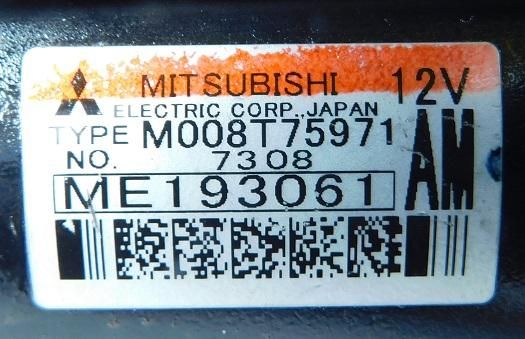 MITSUBISHI 12V
ELECTRIC CORP., JAPAN
TYPE M008T75971
NO. 7308
ME193061 AM